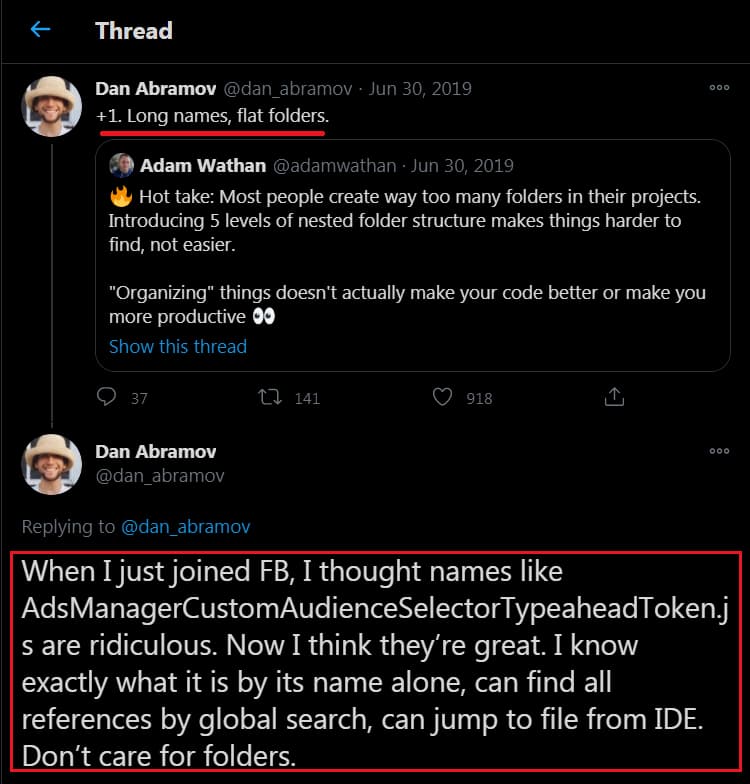 Thread
Dan Abramov @dan_abramov · Jun 30, 2019
+1. Long names, flat folders.
Adam Wathan @adamwathan · Jun 30, 2019
🔥 Hot take: Most people create way too many folders in their projects.
Introducing 5 levels of nested folder structure makes things harder to
find, not easier.
"Organizing" things doesn't actually make your code better or make you
more productive 👀
Show this thread
37 141 918
Dan Abramov
@dan_abramov
Replying to @dan_abramov
When I just joined FB, I thought names like
AdsManagerCustomAudienceSelectorTypeaheadToken.j
s are ridiculous. Now I think they’re great. I know
exactly what it is by its name alone, can find all
references by global search, can jump to file from IDE.
Don’t care for folders.